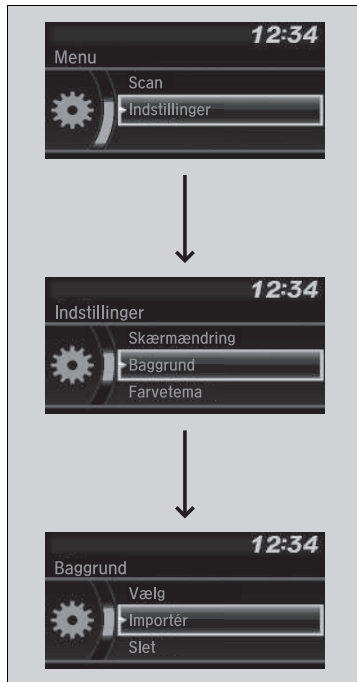 12:34
Menu
Scan
Indstillinger
12:34
Indstillinger
Skærmændring
Baggrund
Farvetema
12:34
Baggrund
Vælg
Importér
Slet